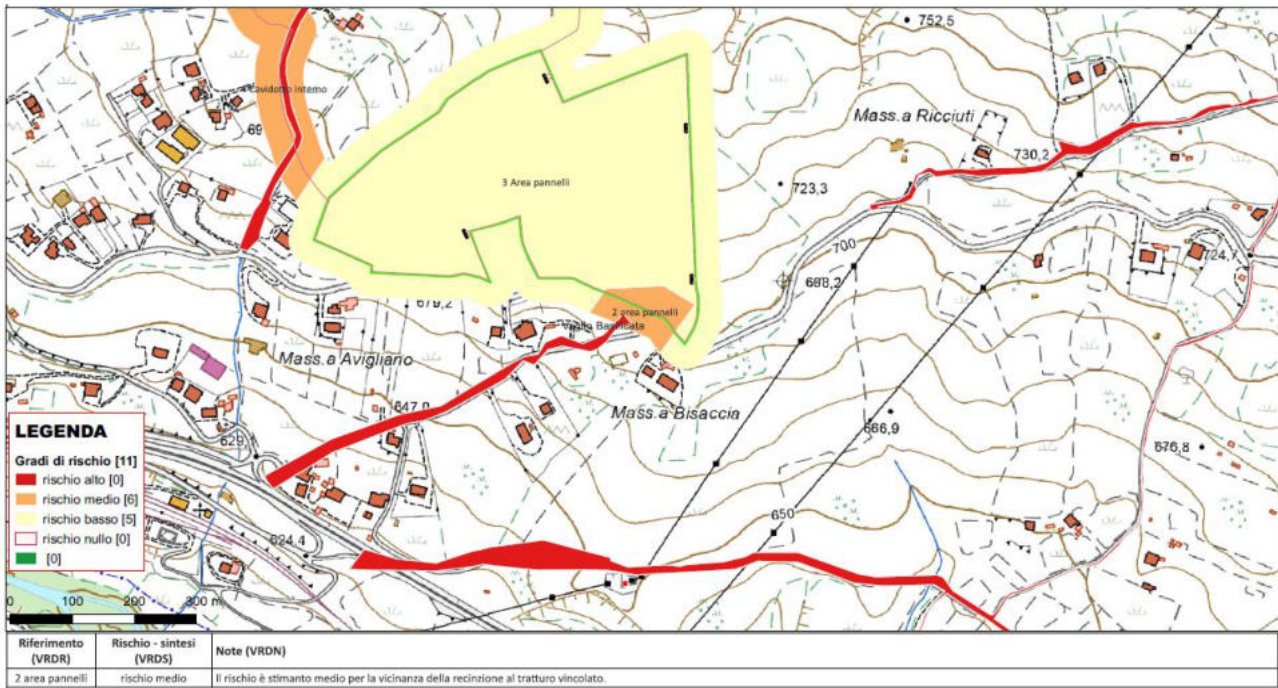 752,5
4 Cavidotto interno
69
Mass.a Ricciuti
730,2
3 Area pannelli
723,3
700
698,2
724,7
679,2
2 area pannelli
Mass.a Avigliano
Mass.a Bisaccia
666,9
676,8
629
650
624,4
LEGENDA
Gradi di rischio [11]
rischio alto [0]
rischio medio [6]
rischio basso [5]
rischio nullo [0]
[0]
0 100 200 300 m
Riferimento (VRDR) Rischio - sintesi (VRDS) Note (VRDN)
2 area pannelli rischio medio Il rischio è stimanto medio per la vicinanza della recinzione al tratturo vincolato.